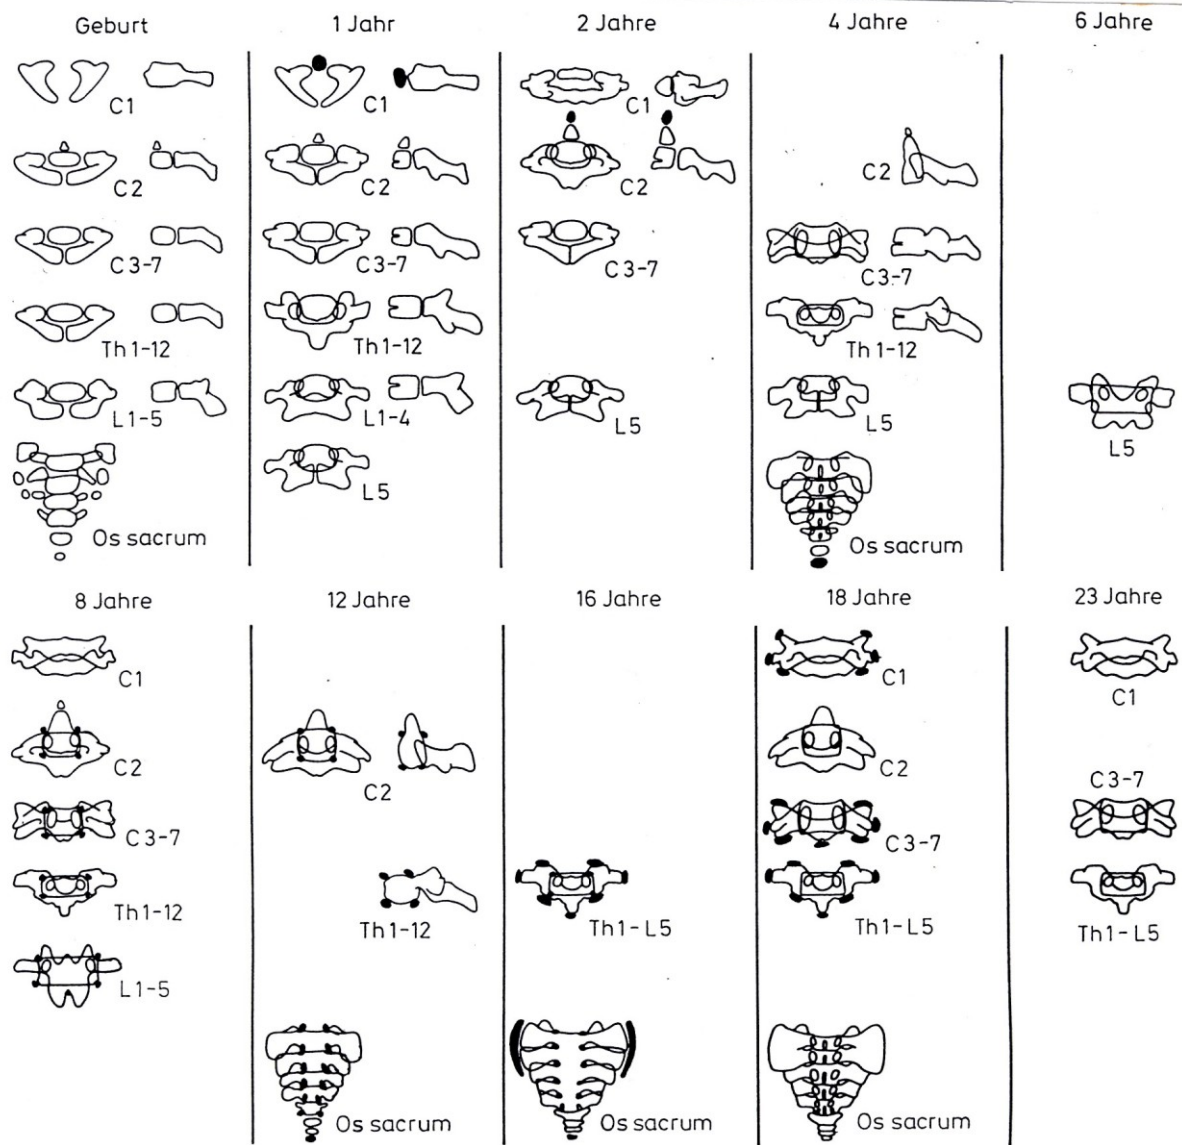 Geburt
1 Jahr
2 Jahre
4 Jahre
6 Jahre
C1
C1
C1
C2
C2
C2
C2
C3-7
C3-7
C3-7
C3-7
Th1-12
Th1-12
Th1-12
L1-5
L1-4
L5
L5
L5
L5
Os sacrum
Os sacrum
8 Jahre
12 Jahre
16 Jahre
18 Jahre
23 Jahre
C1
C1
C1
C2
C2
C2
C3-7
C3-7
C3-7
Th1-12
Th1-12
Th1-L5
Th1-L5
Th1-L5
L1-5
Os sacrum
Os sacrum
Os sacrum